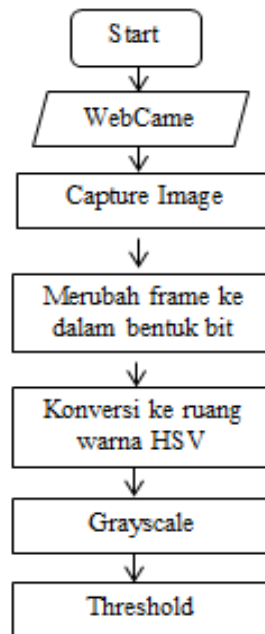 Start
WebCame
Capture Image
Merubah frame ke
dalam bentuk bit
Konversi ke ruang
warna HSV
Grayscale
Threshold